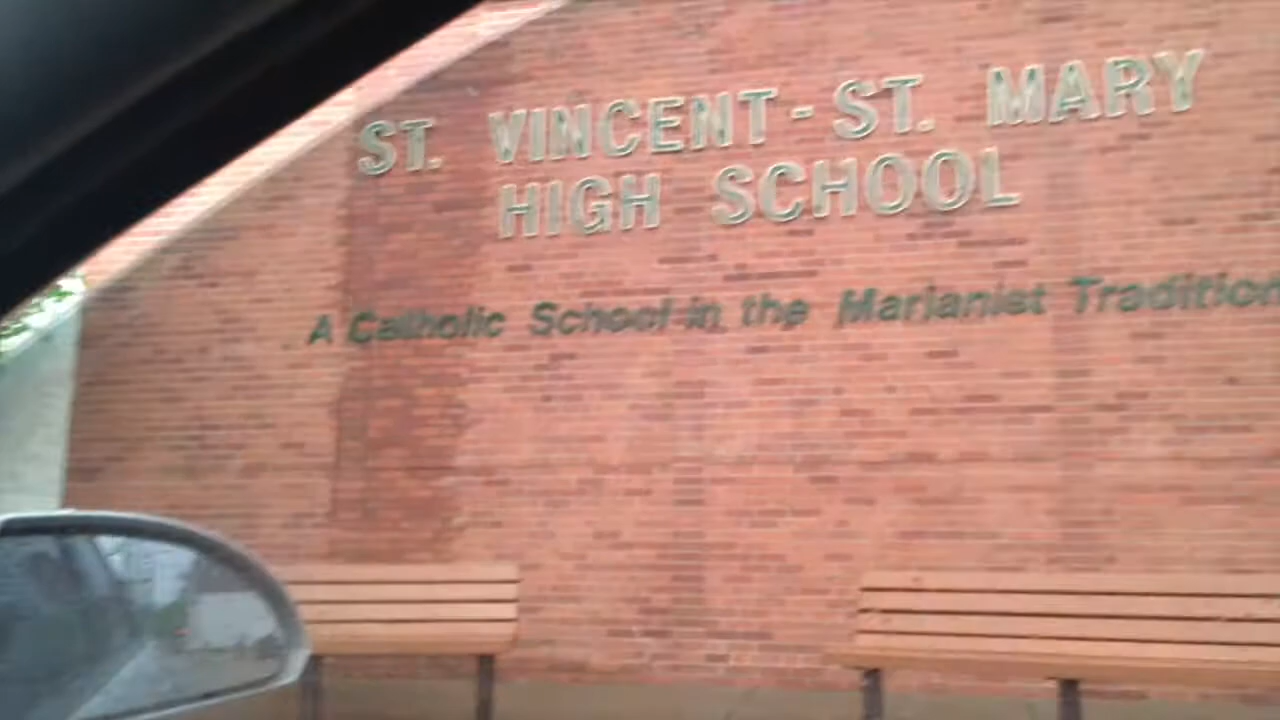 ST. VINCENT-ST. MARY
HIGH SCHOOL
A Catholic School in the Marianist Tradition